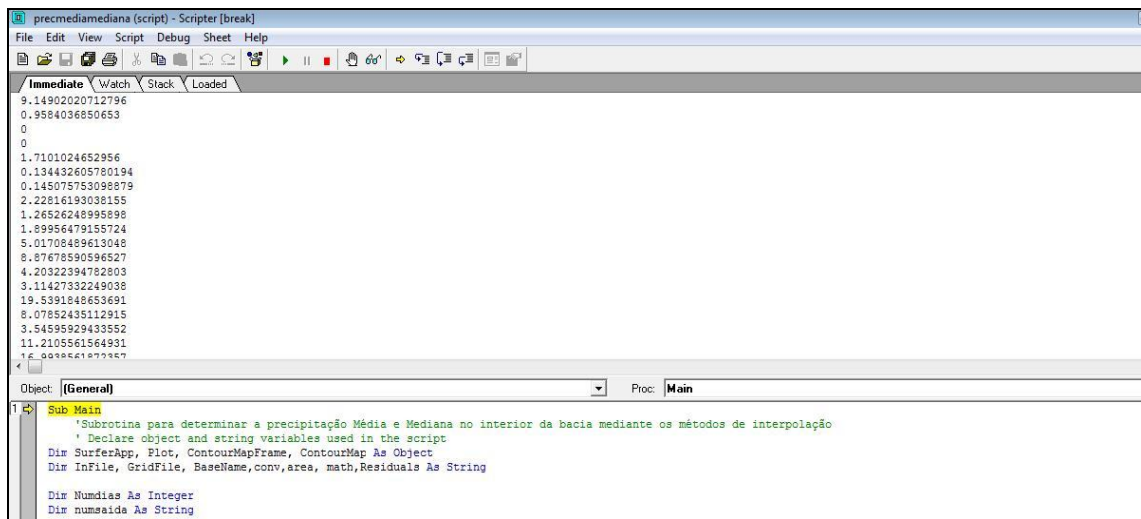 precmediamediana (script) - Scripter [break]
File Edit View Script Debug Sheet Help
Immediate Watch Stack Loaded
9.14902020712796
0.9584036850653
0
0
1.7101024652956
0.134432605780194
0.145075753098879
2.22816193038155
1.26526248995898
1.89956479155724
5.01708489613048
8.87678590596527
4.20322394782803
3.11427332249038
19.5391848653691
8.07852435112915
3.54595929433552
11.2105561564931
16.9938561872357
Object: (General) Proc: Main
1 Sub Main
'Subrotina para determinar a precipitação Média e Mediana no interior da bacia mediante os métodos de interpolação
' Declare object and string variables used in the script
Dim SurferApp, Plot, ContourMapFrame, ContourMap As Object
Dim InFile, GridFile, BaseName,conv,area, math,Residuals As String
Dim Numdias As Integer
Dim numsaida As String